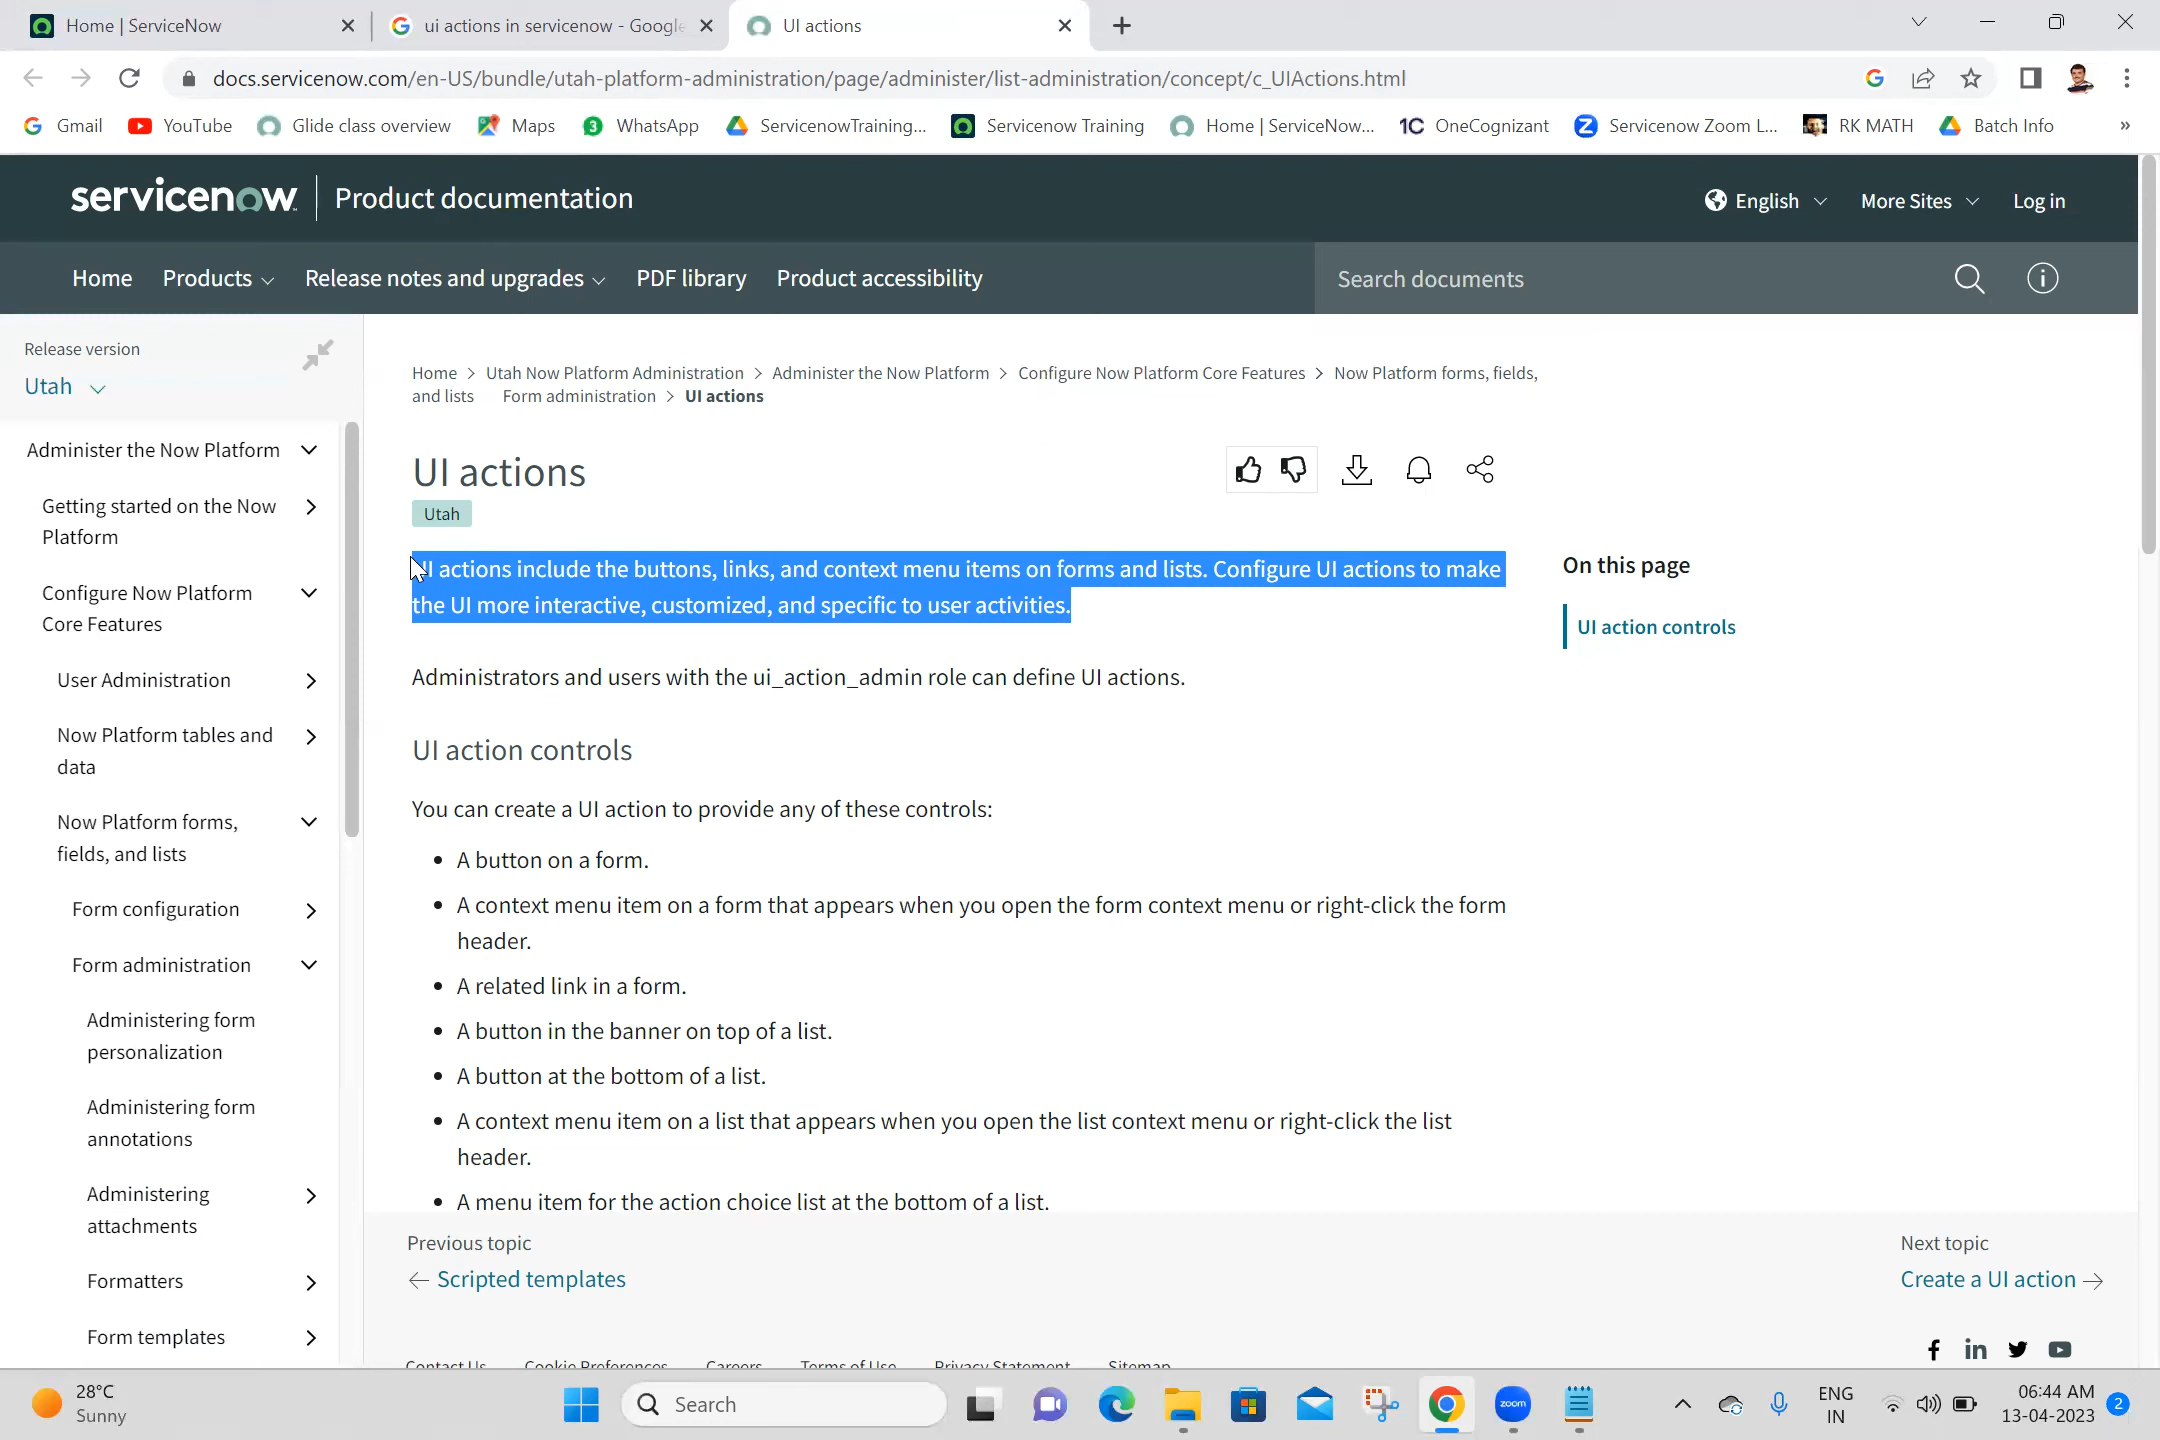 Home | ServiceNow
ui actions in servicenow - Google
UI actions
docs.servicenow.com/en-US/bundle/utah-platform-administration/page/administer/list-administration/concept/c_UIActions.html
Gmail YouTube Glide class overview Maps WhatsApp ServicenowTraining... Servicenow Training Home | ServiceNow... OneCognizant Servicenow Zoom L... RK MATH Batch Info »
servicenow Product documentation
English More Sites Log in
Home Products Release notes and upgrades PDF library Product accessibility Search documents
Release version
Utah
Administer the Now Platform
Getting started on the Now
Platform
Configure Now Platform
Core Features
User Administration
Now Platform tables and
data
Now Platform forms,
fields, and lists
Form configuration
Form administration
Administering form
personalization
Administering form
annotations
Administering
attachments
Formatters
Form templates
Home > Utah Now Platform Administration > Administer the Now Platform > Configure Now Platform Core Features > Now Platform forms, fields,
and lists Form administration > UI actions
UI actions
Utah
UI actions include the buttons, links, and context menu items on forms and lists. Configure UI actions to make
the UI more interactive, customized, and specific to user activities.
Administrators and users with the ui_action_admin role can define UI actions.
UI action controls
You can create a UI action to provide any of these controls:
• A button on a form.
• A context menu item on a form that appears when you open the form context menu or right-click the form
header.
• A related link in a form.
• A button in the banner on top of a list.
• A button at the bottom of a list.
• A context menu item on a list that appears when you open the list context menu or right-click the list
header.
• A menu item for the action choice list at the bottom of a list.
On this page
UI action controls
Previous topic
← Scripted templates
Next topic
Create a UI action →
Contact Us Cookie Preferences Careers Terms of Use Privacy Statement Sitemap
28°C
Sunny
Search
zoom
ENG
IN
06:44 AM
13-04-2023
2